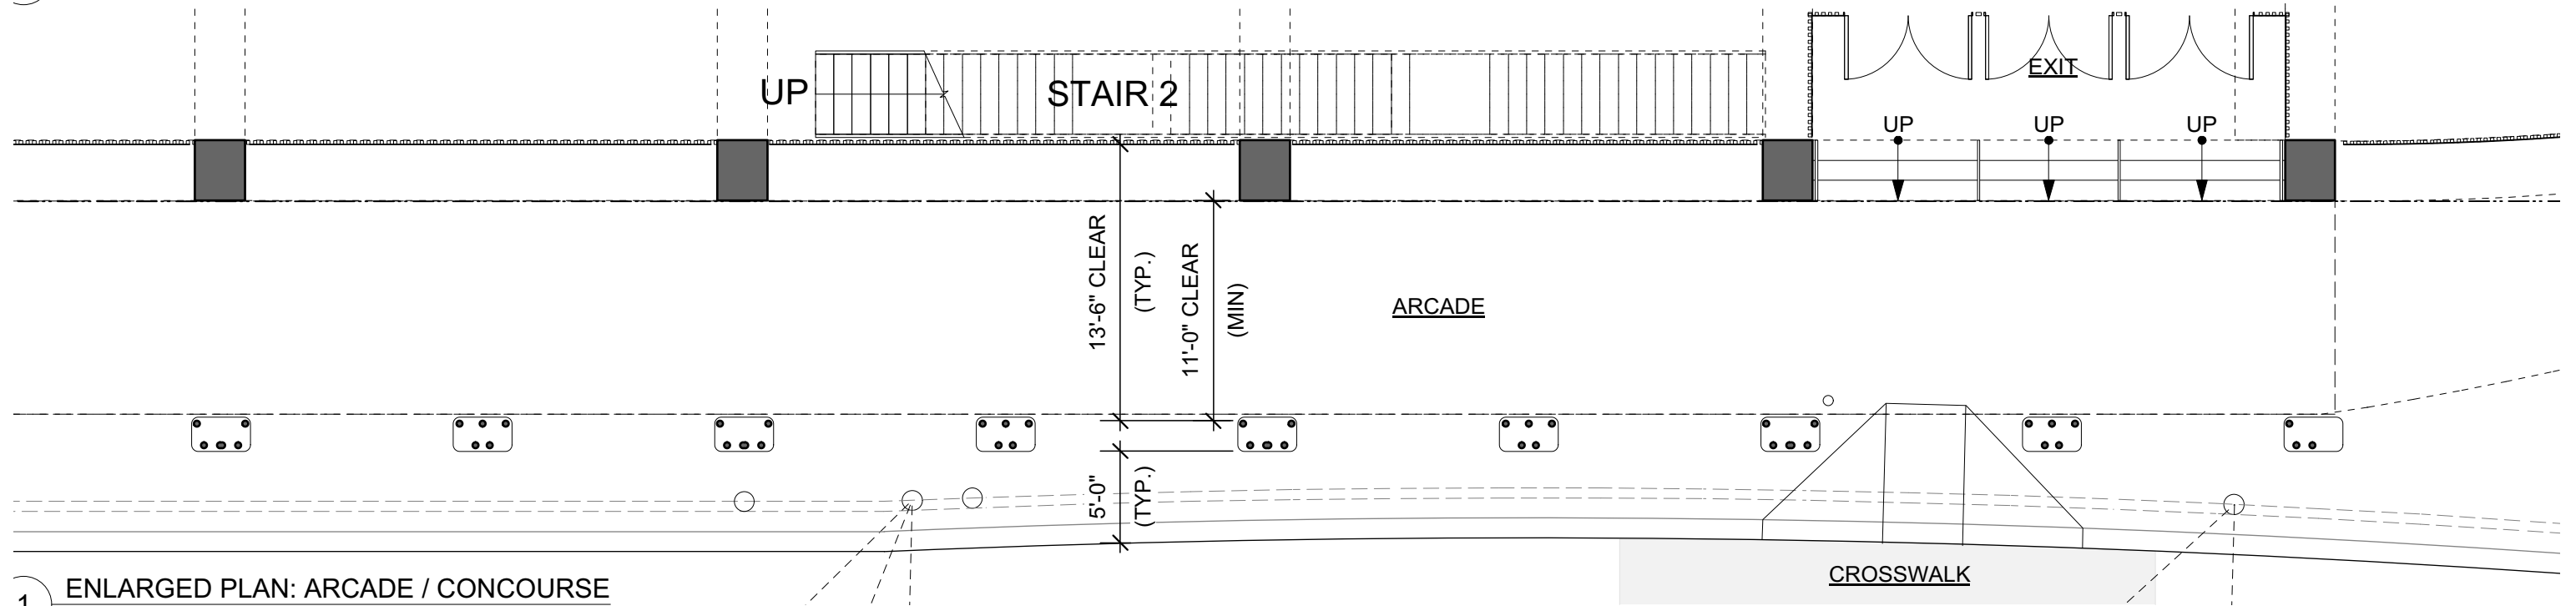 EXIT
UP
STAIR 2
UP
UP
UP
13'-6" CLEAR
(TYP.)
11'-0" CLEAR
(MIN)
ARCADE
5'-0"
(TYP.)
CROSSWALK
1
ENLARGED PLAN: ARCADE / CONCOURSE